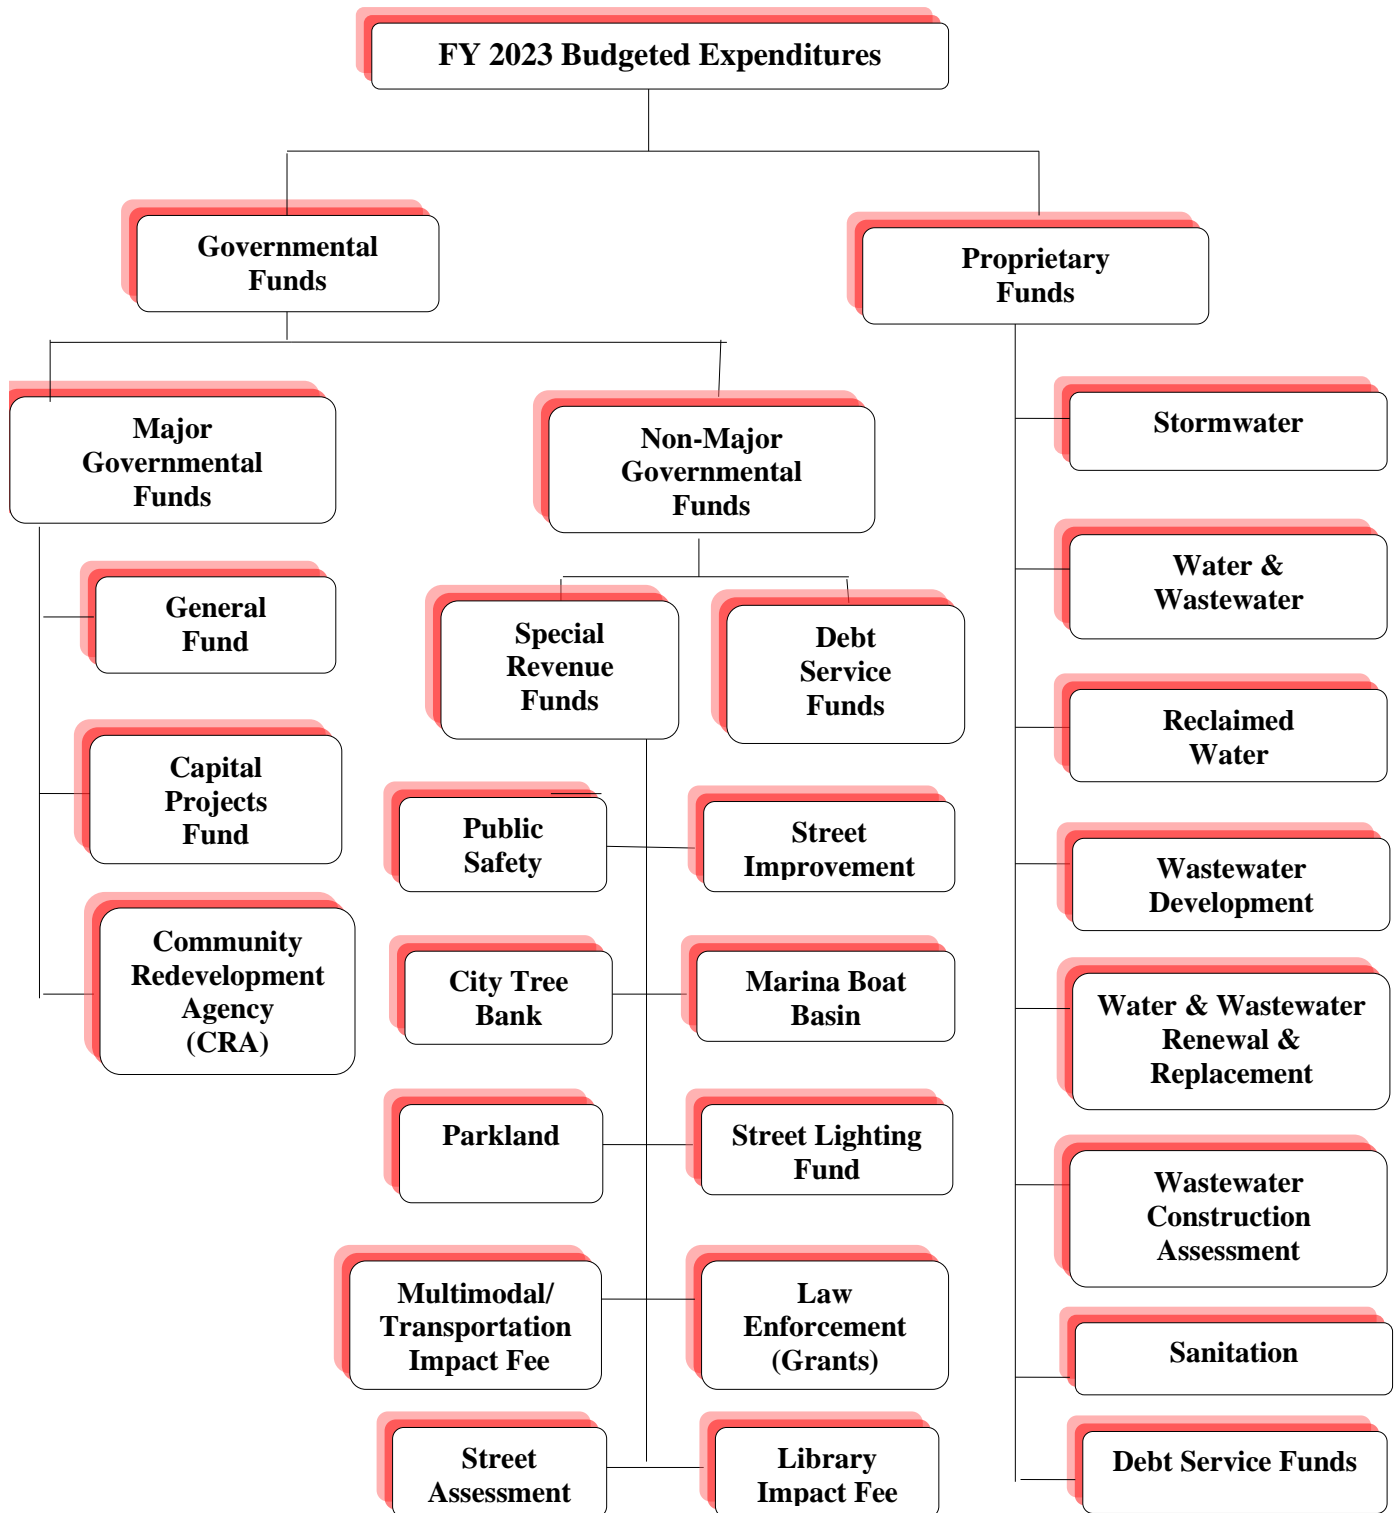 FY 2023 Budgeted Expenditures
Governmental
Funds
Proprietary
Funds
Major
Governmental
Funds
Non-Major
Governmental
Funds
General
Fund
Capital
Projects
Fund
Community
Redevelopment
Agency
(CRA)
Special
Revenue
Funds
Debt
Service
Funds
Public
Safety
Street
Improvement
City Tree
Bank
Marina Boat
Basin
Parkland
Street Lighting
Fund
Multimodal/
Transportation
Impact Fee
Law
Enforcement
(Grants)
Street
Assessment
Library
Impact Fee
Stormwater
Water &
Wastewater
Reclaimed
Water
Wastewater
Development
Water & Wastewater
Renewal &
Replacement
Wastewater
Construction
Assessment
Sanitation
Debt Service Funds